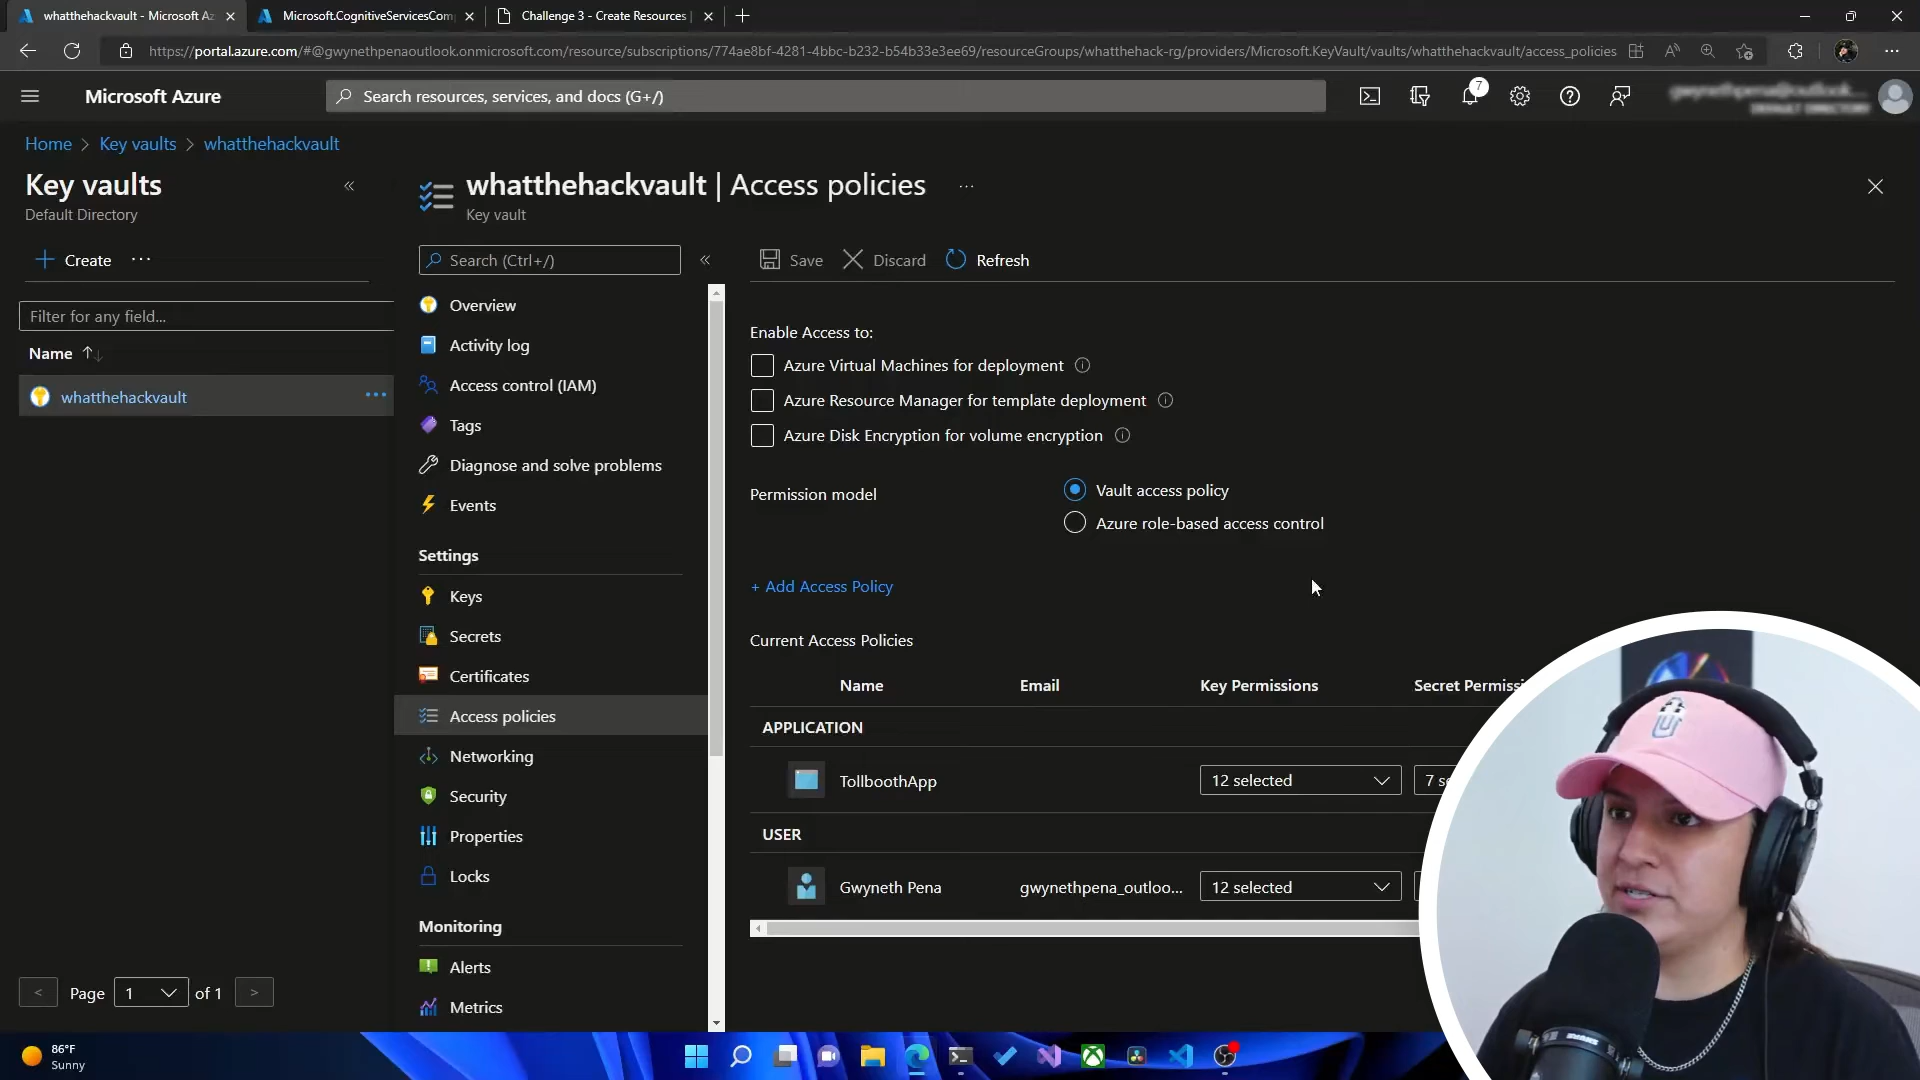 whatthehackvault - Microsoft Az
Microsoft.CognitiveServicesCom
Challenge 3 - Create Resources |
https://portal.azure.com/#@gwynethpenaoutlook.onmicrosoft.com/resource/subscriptions/774ae8bf-4281-4bbc-b232-b54b33e3ee69/resourceGroups/whatthehack-rg/providers/Microsoft.KeyVault/vaults/whatthehackvault/access_policies
Microsoft Azure
Search resources, services, and docs (G+/)
7
Home > Key vaults > whatthehackvault
Key vaults
Default Directory
+ Create ...
Filter for any field...
Name
whatthehackvault ...
< Page 1 of 1 >
whatthehackvault | Access policies ...
Key vault
Search (Ctrl+/)
Overview
Activity log
Access control (IAM)
Tags
Diagnose and solve problems
Events
Settings
Keys
Secrets
Certificates
Access policies
Networking
Security
Properties
Locks
Monitoring
Alerts
Metrics
Save Discard Refresh
Enable Access to:
Azure Virtual Machines for deployment
Azure Resource Manager for template deployment
Azure Disk Encryption for volume encryption
Permission model
Vault access policy
Azure role-based access control
+ Add Access Policy
Current Access Policies
Name Email Key Permissions Secret Permissi
APPLICATION
TollboothApp 12 selected 7 se
USER
Gwyneth Pena gwynethpena_outloo... 12 selected
86°F
Sunny